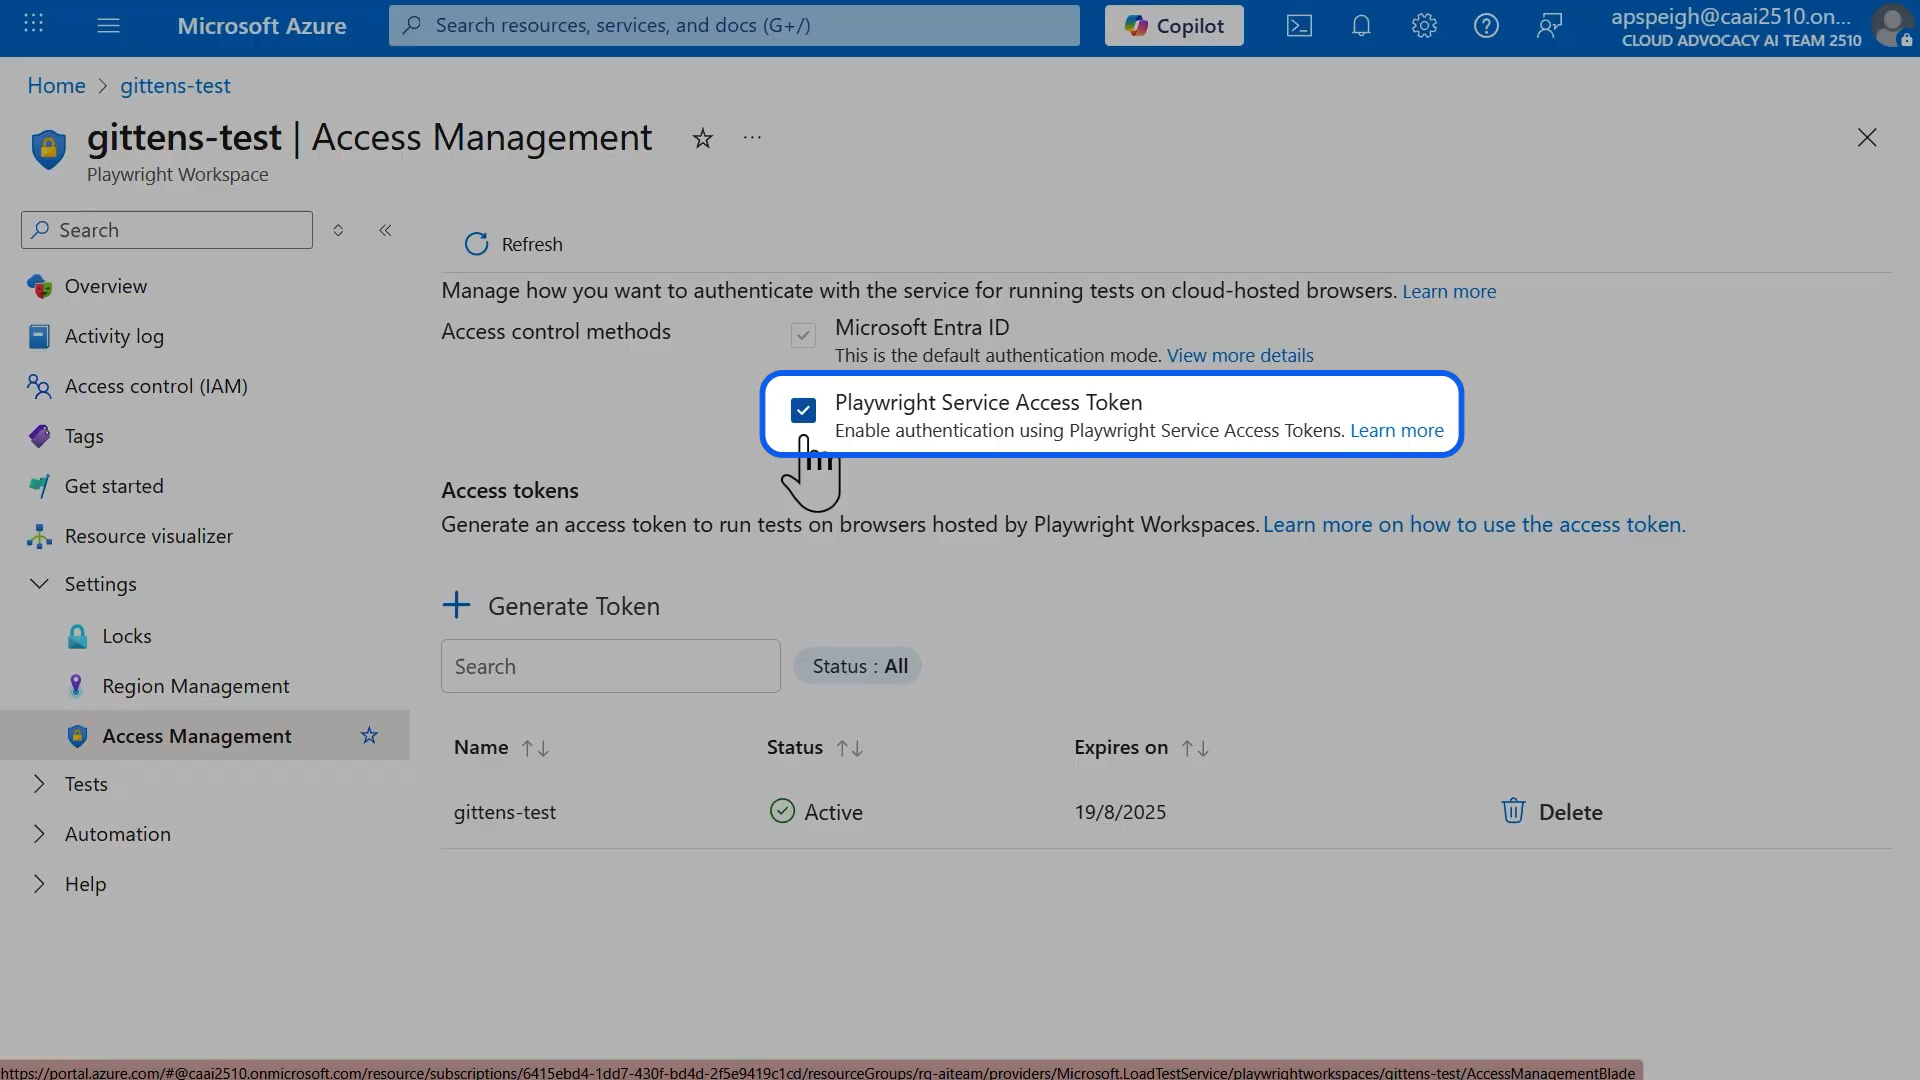 Microsoft Azure
Search resources, services, and docs (G+/)
Copilot
apspeigh@caai2510.on...
CLOUD ADVOCACY AI TEAM 2510
Home > gittens-test
gittens-test | Access Management
Playwright Workspace
Search
Overview
Activity log
Access control (IAM)
Tags
Get started
Resource visualizer
Settings
Locks
Region Management
Access Management
Tests
Automation
Help
Refresh
Manage how you want to authenticate with the service for running tests on cloud-hosted browsers. Learn more
Access control methods
Microsoft Entra ID
This is the default authentication mode. View more details
Playwright Service Access Token
Enable authentication using Playwright Service Access Tokens. Learn more
Access tokens
Generate an access token to run tests on browsers hosted by Playwright Workspaces. Learn more on how to use the access token.
Generate Token
Search
Status : All
Name Status Expires on
gittens-test Active 19/8/2025 Delete
https://portal.azure.com/#@caai2510.onmicrosoft.com/resource/subscriptions/6415ebd4-1dd7-430f-bd4d-2f5e9419c1cd/resourceGroups/rg-aiteam/providers/Microsoft.LoadTestService/playwrightworkspaces/gittens-test/AccessManagementBlade